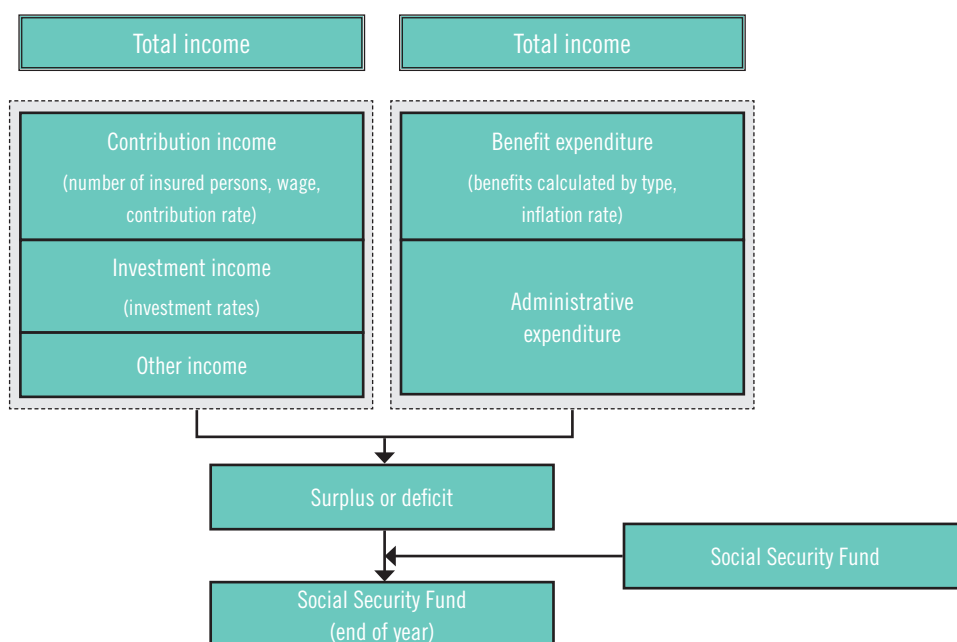 Total income
Total income
Contribution income
(number of insured persons, wage,
contribution rate)
Investment income
(investment rates)
Other income
Benefit expenditure
(benefits calculated by type,
inflation rate)
Administrative
expenditure
Surplus or deficit
Social Security Fund
Social Security Fund
(end of year)